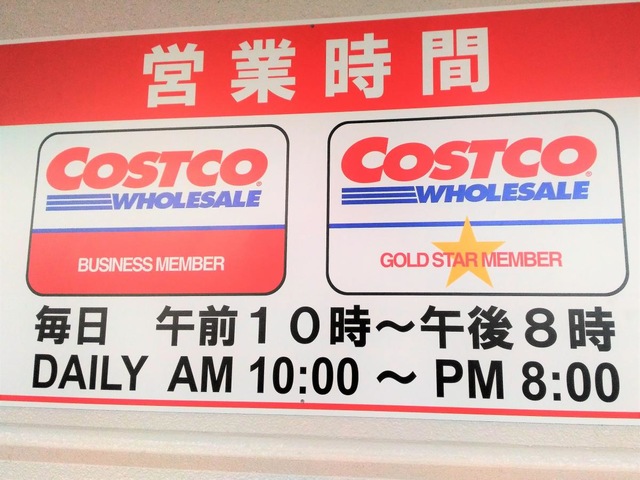 営業時間
COSTCO
WHOLESALE
BUSINESS MEMBER
COSTCO
WHOLESALE
GOLD STAR MEMBER
毎日 午前10時～午後8時
DAILY AM 10:00 ～ PM 8:00